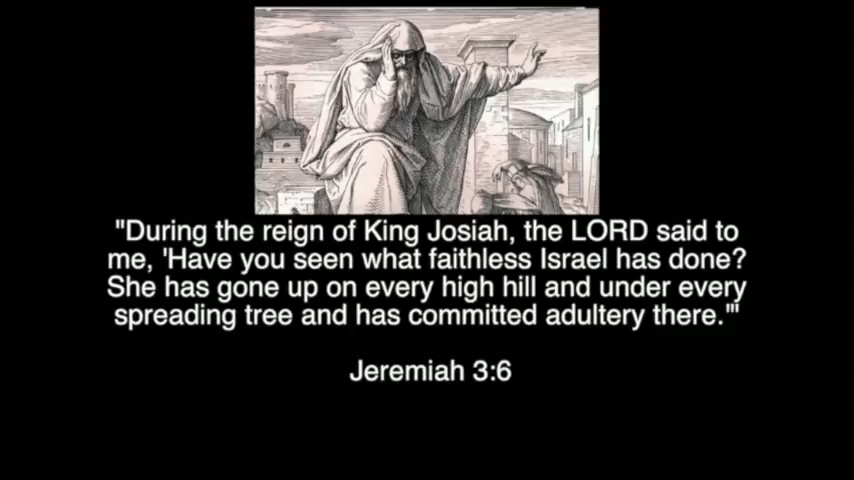 "During the reign of King Josiah, the LORD said to
me, 'Have you seen what faithless Israel has done?
She has gone up on every high hill and under every
spreading tree and has committed adultery there.'"
Jeremiah 3:6